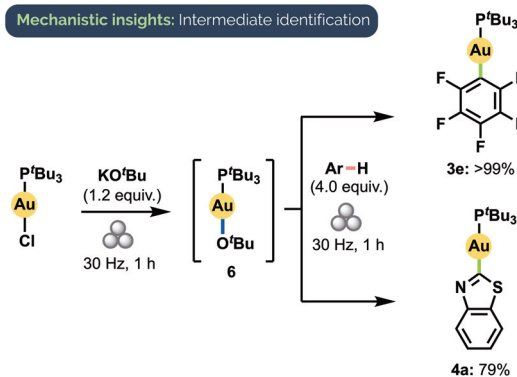 Mechanistic insights: Intermediate identification
PᵗBu₃
Au
Cl
KOᵗBu
(1.2 equiv.)
30 Hz, 1 h
PᵗBu₃
Au
OᵗBu
6
Ar–H
(4.0 equiv.)
30 Hz, 1 h
PᵗBu₃
Au
F F
F F
F
3e: >99%
PᵗBu₃
Au
N S
4a: 79%